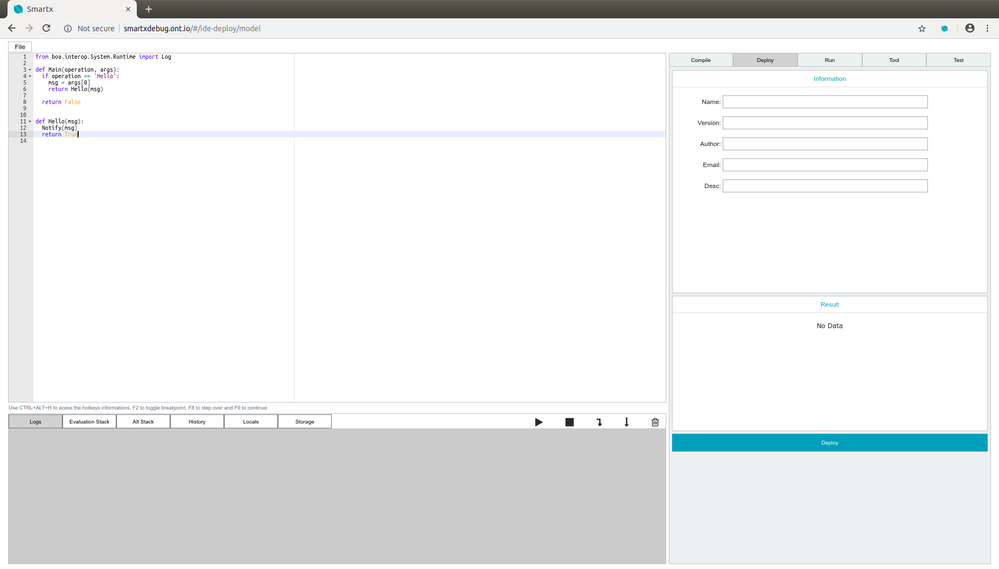 Smartx
Not secure smartxdebug.ont.io/#/ide-deploy/model
File
1 from boa.interop.System.Runtime import Log
2
3 def Main(operation, args):
4 if operation == 'Hello':
5 msg = args[0]
6 return Hello(msg)
7
8 return False
9
10
11 def Hello(msg):
12 Notify(msg)
13 return True
14
Use CTRL+ALT+H to acess the hotkeys informations, F2 to toggle breakpoint, F8 to step over and F9 to continue
Logs Evaluation Stack Alt Stack History Locals Storage
Compile Deploy Run Tool Test
Information
Name:
Version:
Author:
Email:
Desc:
Result
No Data
Deploy